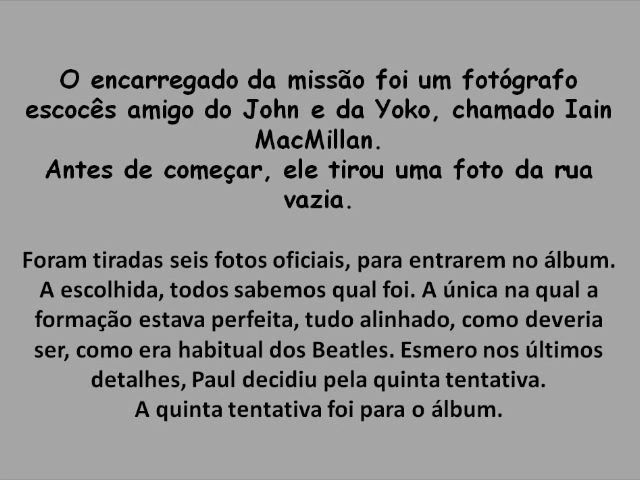 O encarregado da missão foi um fotógrafo
escocês amigo do John e da Yoko, chamado Iain
MacMillan.
Antes de começar, ele tirou uma foto da rua
vazia.
Foram tiradas seis fotos oficiais, para entrarem no álbum.
A escolhida, todos sabemos qual foi. A única na qual a
formação estava perfeita, tudo alinhado, como deveria
ser, como era habitual dos Beatles. Esmero nos últimos
detalhes, Paul decidiu pela quinta tentativa.
A quinta tentativa foi para o álbum.